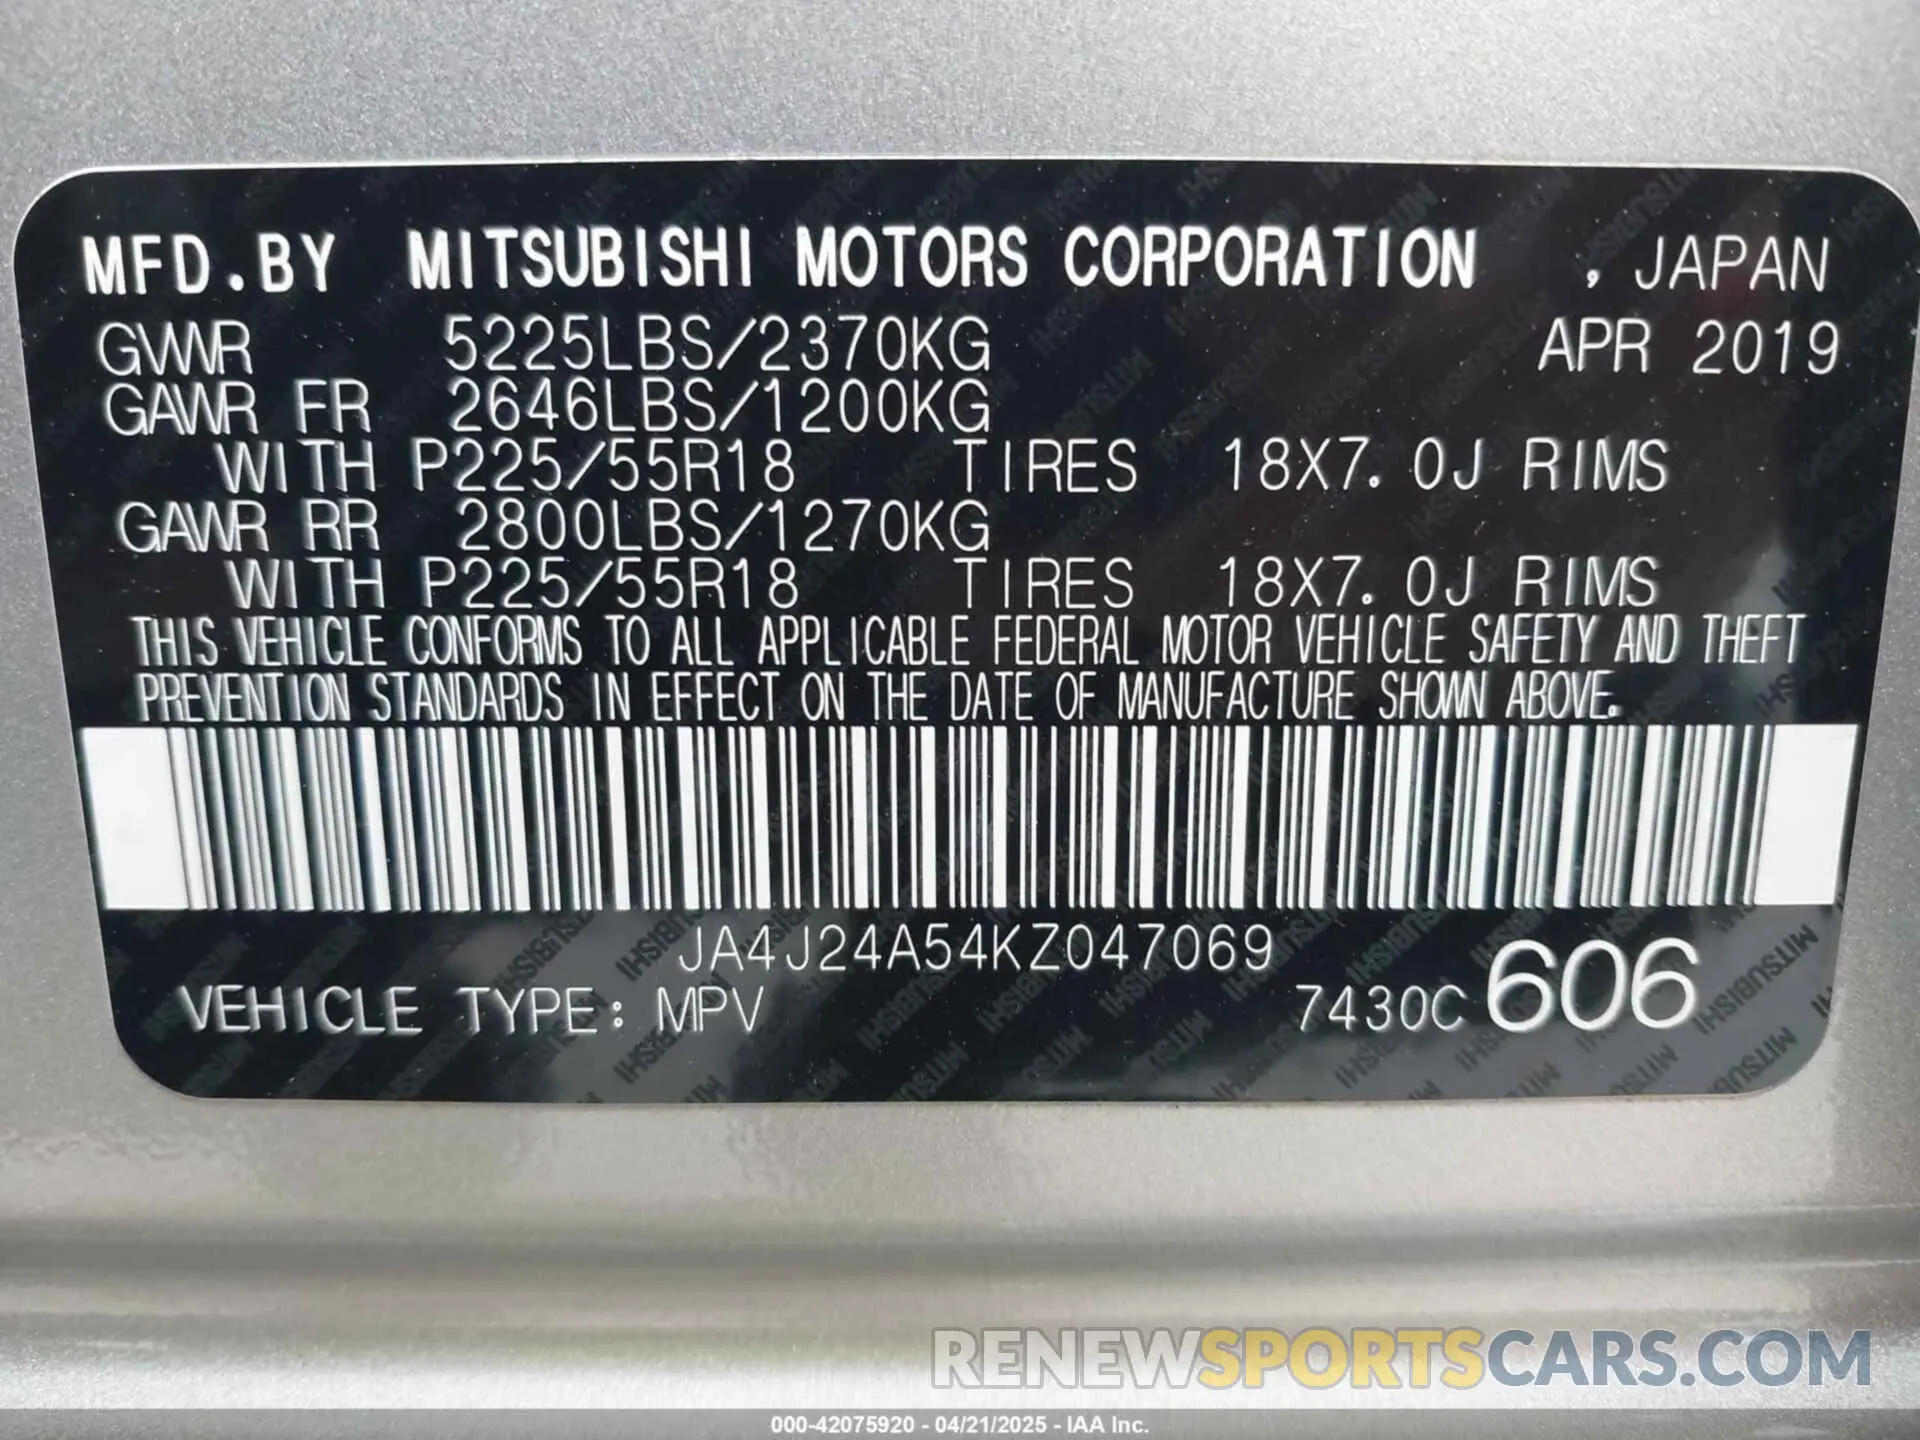 MFD.BY MITSUBISHI MOTORS CORPORATION , JAPAN
GVWR 5225LBS/2370KG APR 2019
GAWR FR 2646LBS/1200KG
WITH P225/55R18 TIRES 18X7.0J RIMS
GAWR RR 2800LBS/1270KG
WITH P225/55R18 TIRES 18X7.0J RIMS
THIS VEHICLE CONFORMS TO ALL APPLICABLE FEDERAL MOTOR VEHICLE SAFETY AND THEFT
PREVENTION STANDARDS IN EFFECT ON THE DATE OF MANUFACTURE SHOWN ABOVE.
JA4J24A54KZ047069
VEHICLE TYPE: MPV 7430C 606
RENEWSPORTSCARS.COM
000-42075920 - 04/21/2025 - IAA Inc.